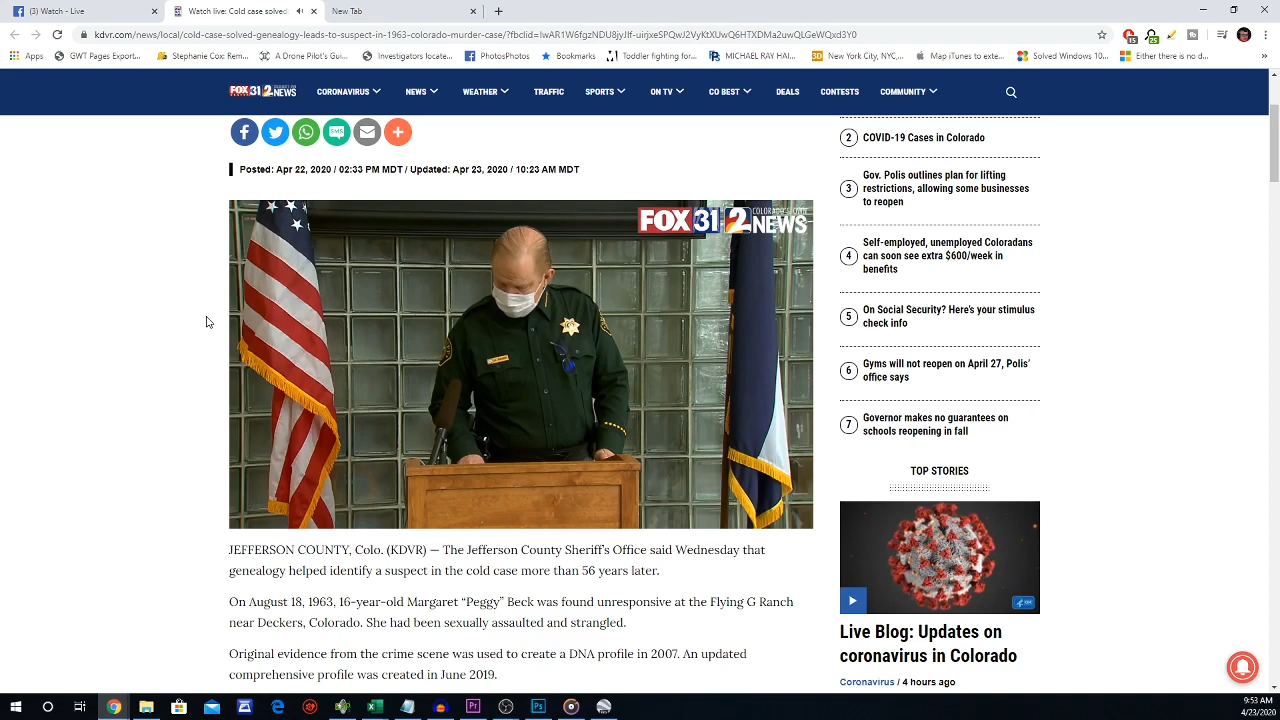 (3) Watch - Live
Watch live: Cold case solved:
New Tab
kdvr.com/news/local/cold-case-solved-genealogy-leads-to-suspect-in-1963-colorado-murder-case/
Apps
GW Pages Export...
Stephanie Cox: Rem...
A Drone Pilot's Gui...
Investigators locate...
PhotosPhotos
Bookmarks
Toddler fighting for...
MICHAEL RAY HAI...
New York City, NYC,...
Map iTunes to exte...
Solved Windows 10...
Either there is no d...
FOX 31 2 NEWS
CORONAVIRUS
NEWS
WEATHER
TRAFFIC
SPORTS
ON TV
CO BEST
DEALS
CONTESTS
COMMUNITY
SMS
Posted: Apr 22, 2020 / 02:33 PM MDT / Updated: Apr 23, 2020 / 10:23 AM MDT
FOX 31 2 NEWS
COLORADO'S OWN
JEFFERSON COUNTY, Colo. (KDVR) — The Jefferson County Sheriff's Office said Wednesday that
genealogy helped identify a suspect in the cold case more than 56 years later.
On August 18, 1963, 16-year-old Margaret “Peggy” Beck was found unresponsive at the Flying G Ranch
near Deckers, Colorado. She had been sexually assaulted and strangled.
Original evidence from the crime scene was used to create a DNA profile in 2007. An updated
comprehensive profile was created in June 2019.
2 COVID-19 Cases in Colorado
3 Gov. Polis outlines plan for lifting
restrictions, allowing some businesses
to reopen
4 Self-employed, unemployed Coloradans
can soon see extra $600/week in
benefits
5 On Social Security? Here's your stimulus
check info
6 Gyms will not reopen on April 27, Polis'
office says
7 Governor makes no guarantees on
schools reopening in fall
TOP STORIES
Live Blog: Updates on
coronavirus in Colorado
Coronavirus / 4 hours ago
9:53 AM
4/23/2020